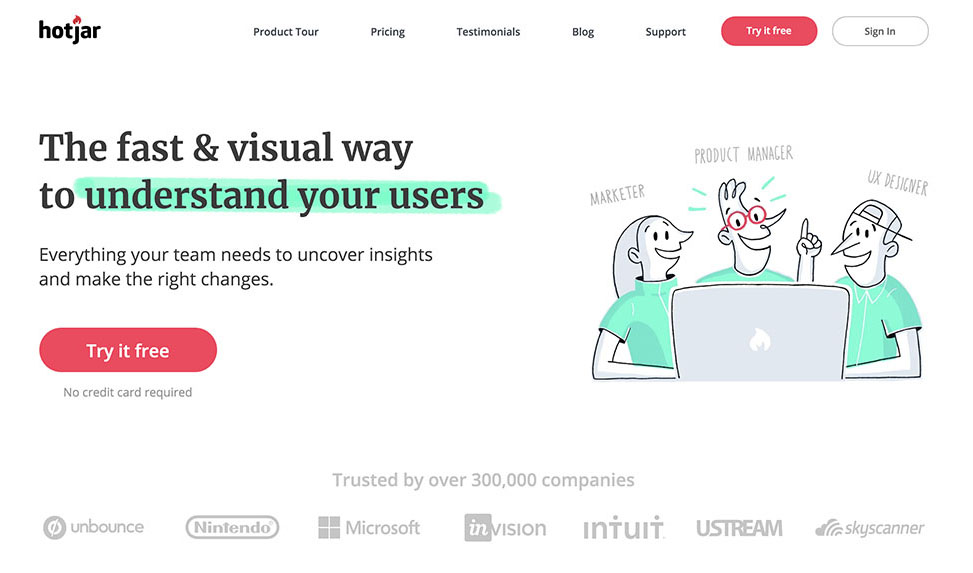 hotjar
Product Tour
Pricing
Testimonials
Blog
Support
Try it free
Sign In
The fast & visual way
to understand your users
Everything your team needs to uncover insights
and make the right changes.
Try it free
No credit card required
MARKETER
PRODUCT MANAGER
UX DESIGNER
Trusted by over 300,000 companies
unbounce
Nintendo
Microsoft
inVISION
intuit
USTREAM
skyscanner